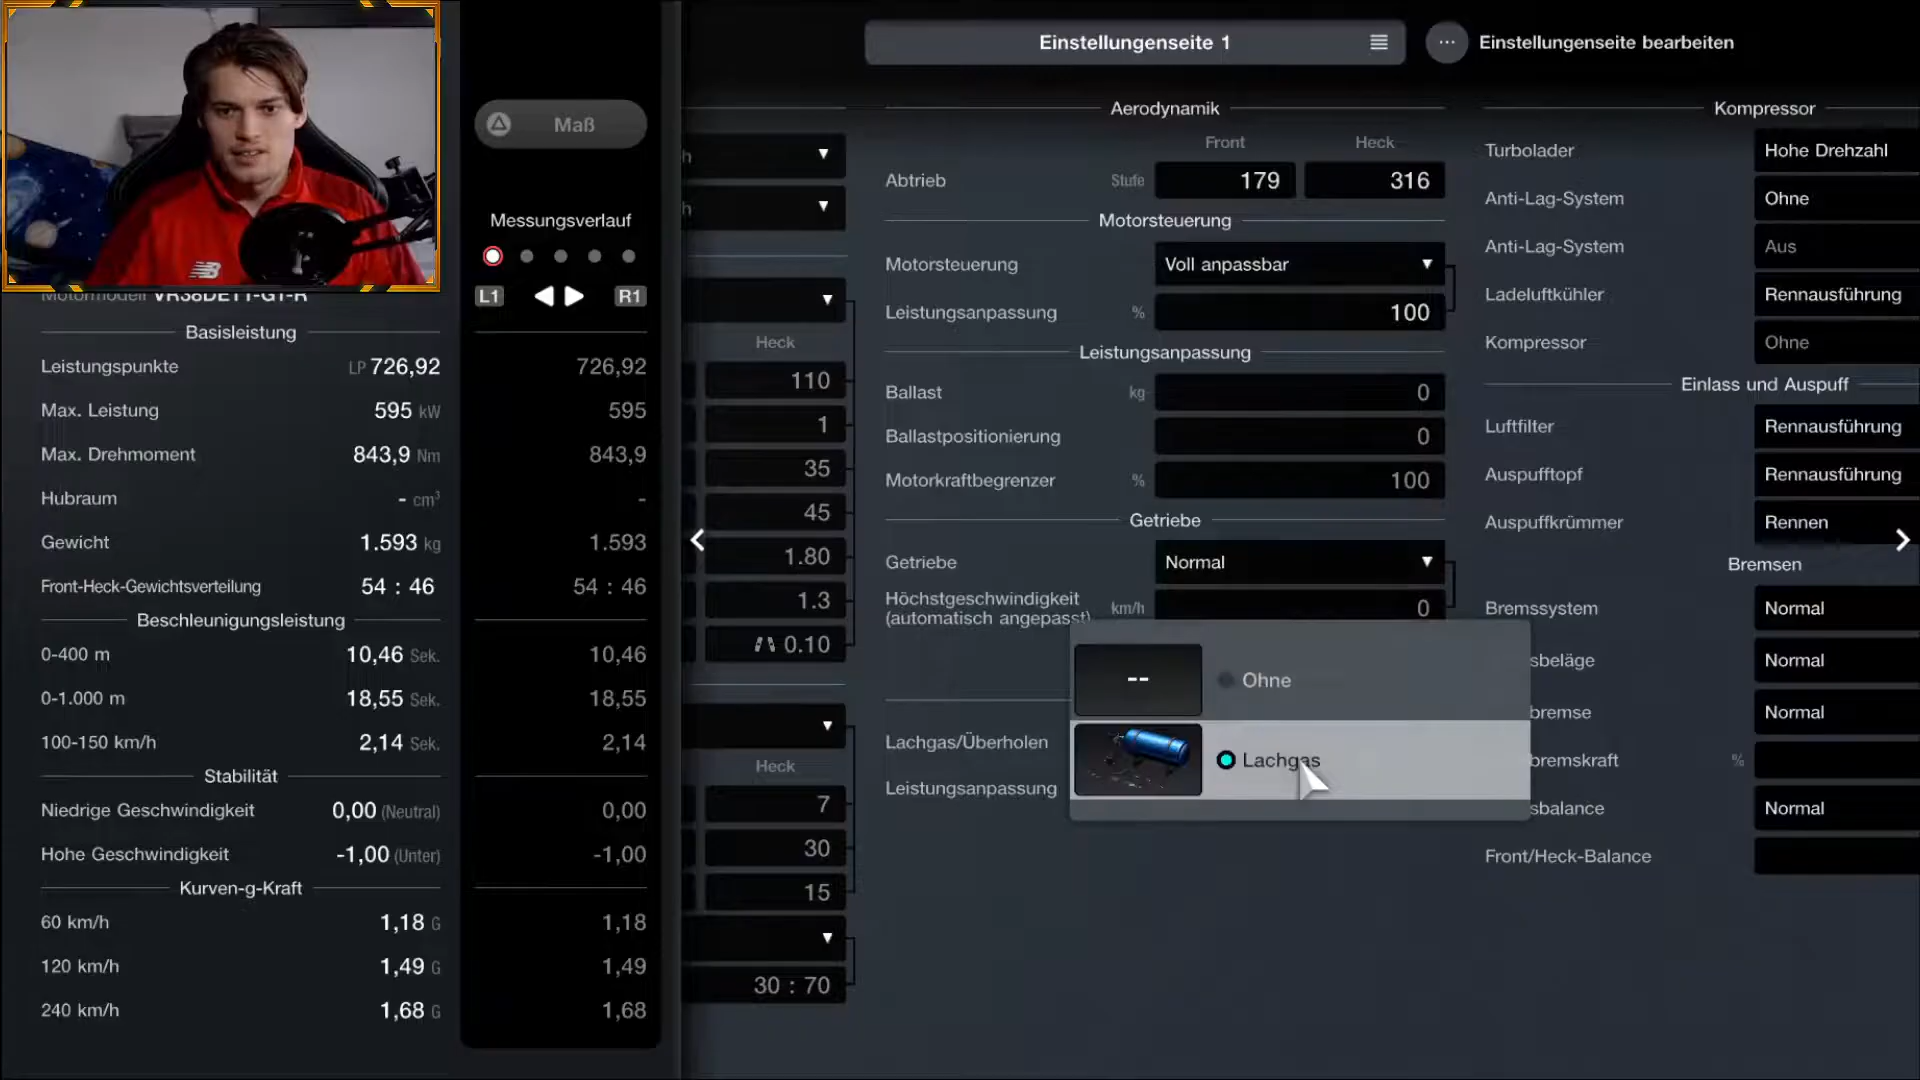 Einstellungenseite 1
Einstellungenseite bearbeiten
Maß
Messungsverlauf
L1 R1
Motormodell VR38DETT-GT-R
Basisleistung
Leistungspunkte LP 726,92 726,92
Max. Leistung 595 kW 595
Max. Drehmoment 843,9 Nm 843,9
Hubraum - cm³ -
Gewicht 1.593 kg 1.593
Front-Heck-Gewichtsverteilung 54 : 46 54 : 46
Beschleunigungsleistung
0-400 m 10,46 Sek. 10,46
0-1.000 m 18,55 Sek. 18,55
100-150 km/h 2,14 Sek. 2,14
Stabilität
Niedrige Geschwindigkeit 0,00 (Neutral) 0,00
Hohe Geschwindigkeit -1,00 (Unter) -1,00
Kurven-g-Kraft
60 km/h 1,18 G 1,18
120 km/h 1,49 G 1,49
240 km/h 1,68 G 1,68
h
h
Heck
110
1
35
45
1.80
1.3
0.10
Heck
7
30
15
30 : 70
Aerodynamik
Front Heck
Abtrieb Stufe 179 316
Motorsteuerung
Motorsteuerung Voll anpassbar
Leistungsanpassung % 100
Leistungsanpassung
Ballast kg 0
Ballastpositionierung 0
Motorkraftbegrenzer % 100
Getriebe
Getriebe Normal
Höchstgeschwindigkeit
(automatisch angepasst) km/h 0
Lachgas/Überholen
Leistungsanpassung
-- Ohne
Lachgas
Kompressor
Turbolader Hohe Drehzahl
Anti-Lag-System Ohne
Anti-Lag-System Aus
Ladeluftkühler Rennausführung
Kompressor Ohne
Einlass und Auspuff
Luftfilter Rennausführung
Auspufftopf Rennausführung
Auspuffkrümmer Rennen
Bremsen
Bremssystem Normal
sbeläge Normal
bremse Normal
bremskraft %
sbalance Normal
Front/Heck-Balance